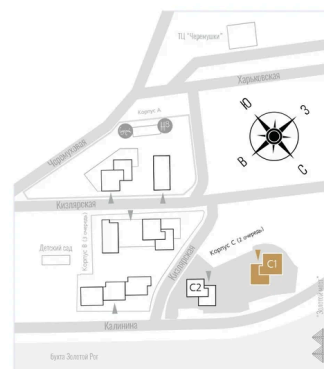 ТЦ "Черемушки"
Харьковская
Корпус А
Черемуховая
Ю
З
В
С
Кизлярская
Корпус В (3 очередь)
Детский сад
Кизлярская
Корпус С (2 очередь)
С1
С2
Калинина
Бухта Золотой Рог